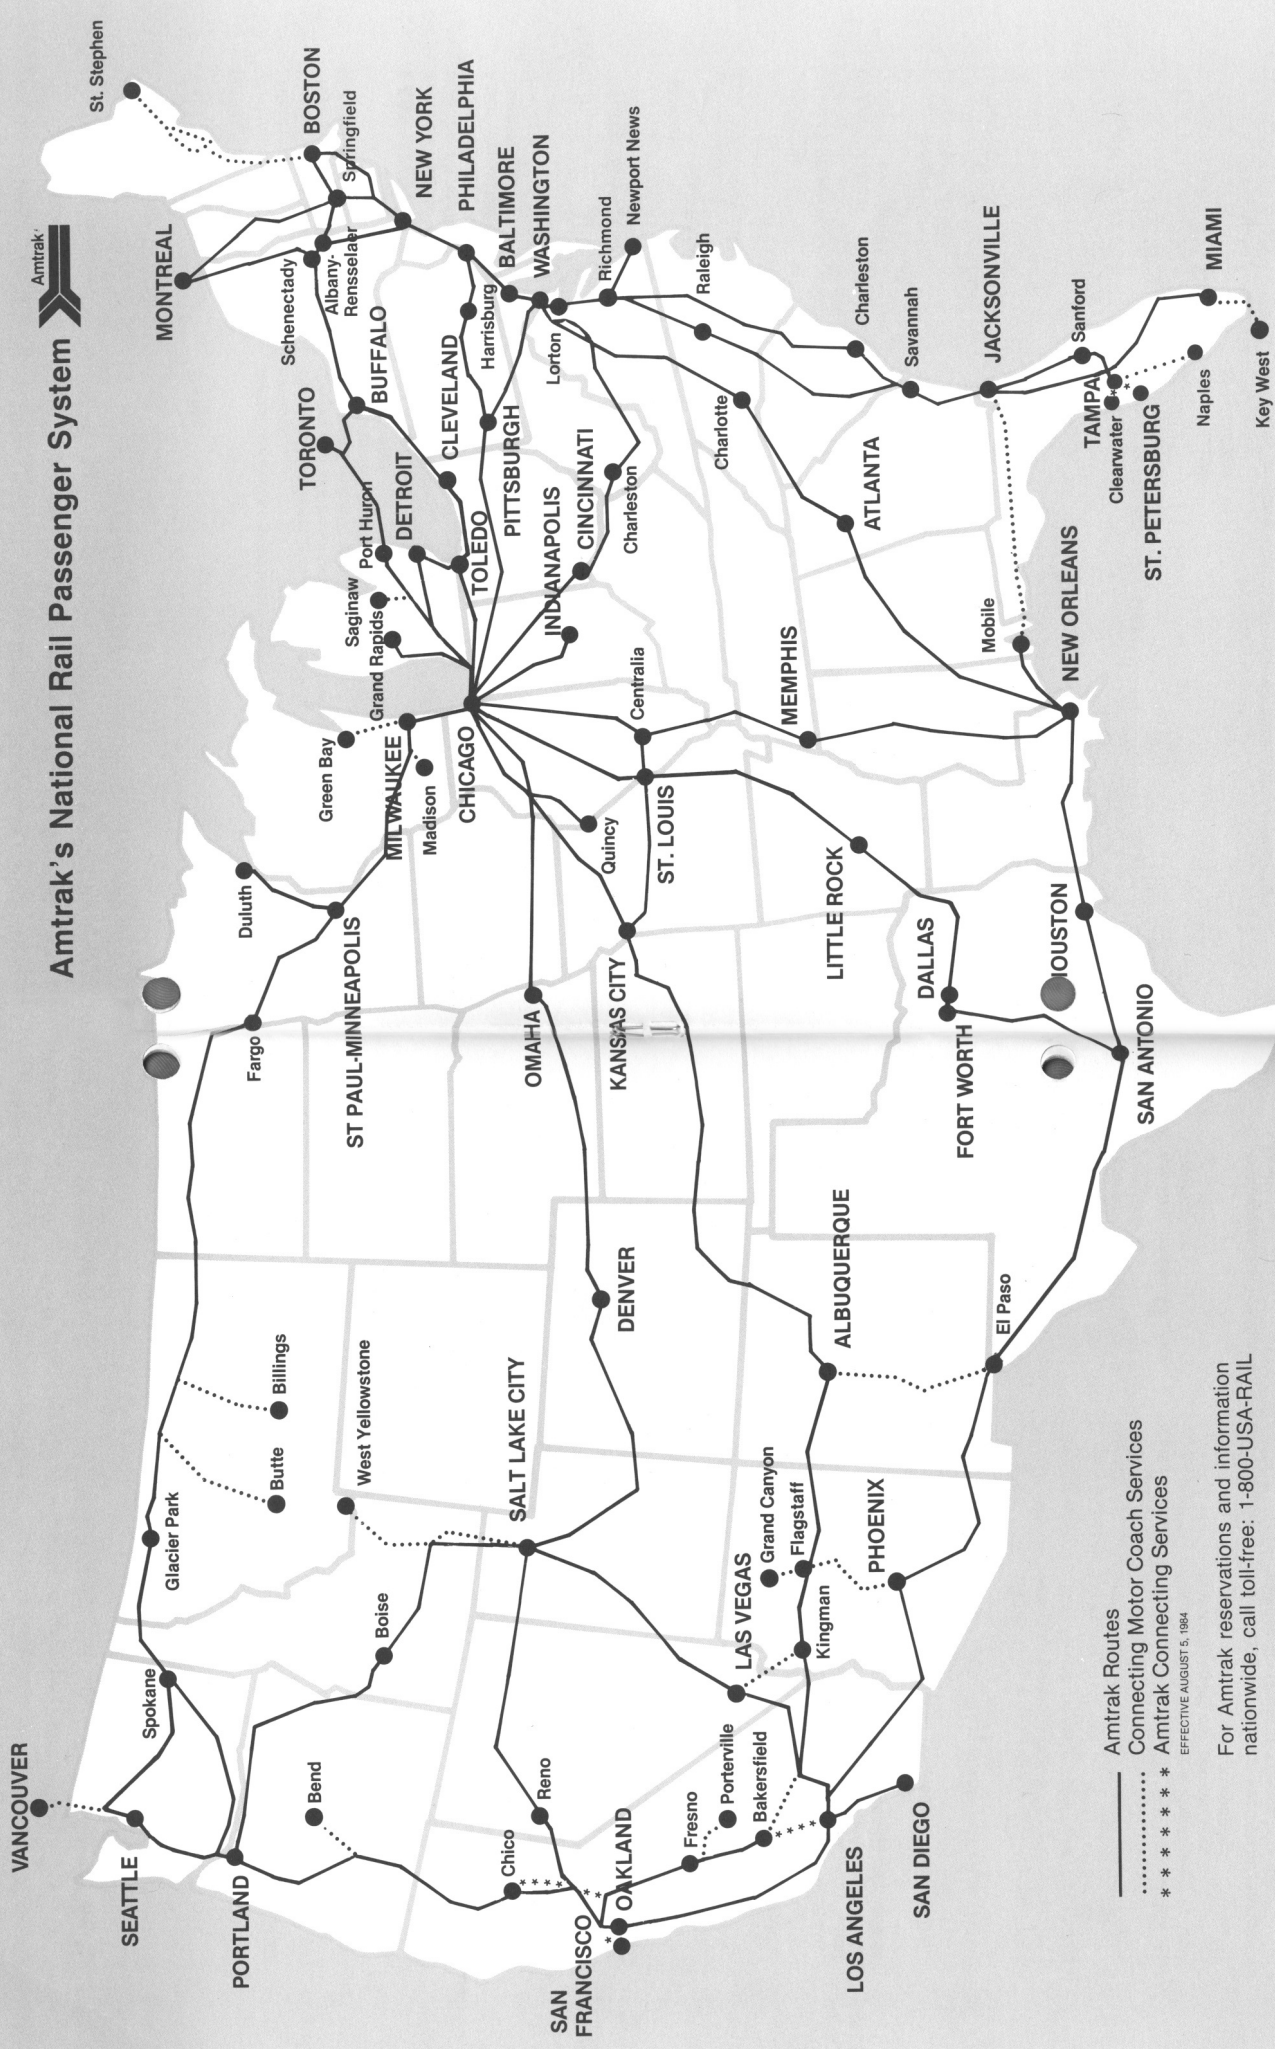 Amtrak's National Rail Passenger System
Amtrak
VANCOUVER
SEATTLE
Spokane
PORTLAND
Bend
Boise
Glacier Park
Butte
Billings
West Yellowstone
SALT LAKE CITY
Chico
Reno
SAN
FRANCISCO
OAKLAND
Fresno
Porterville
Bakersfield
LOS ANGELES
SAN DIEGO
LAS VEGAS
Kingman
Grand Canyon
Flagstaff
PHOENIX
DENVER
ALBUQUERQUE
El Paso
Fargo
Duluth
ST PAUL-MINNEAPOLIS
OMAHA
KANSAS CITY
LITTLE ROCK
DALLAS
FORT WORTH
HOUSTON
SAN ANTONIO
Green Bay
MILWAUKEE
Madison
CHICAGO
Quincy
ST. LOUIS
Centralia
MEMPHIS
NEW ORLEANS
Mobile
Grand Rapids
Saginaw
Port Huron
DETROIT
TOLEDO
INDIANAPOLIS
CINCINNATI
Charleston
CLEVELAND
PITTSBURGH
TORONTO
BUFFALO
MONTREAL
Schenectady
Albany-
Rensselaer
St. Stephen
BOSTON
Springfield
NEW YORK
PHILADELPHIA
Harrisburg
BALTIMORE
WASHINGTON
Lorton
Richmond
Newport News
Raleigh
Charlotte
ATLANTA
Charleston
Savannah
JACKSONVILLE
Sanford
TAMPA
Clearwater
ST. PETERSBURG
Naples
MIAMI
Key West
Amtrak Routes
Connecting Motor Coach Services
* * * * * * * Amtrak Connecting Services
EFFECTIVE AUGUST 5, 1984
For Amtrak reservations and information
nationwide, call toll-free: 1-800-USA-RAIL